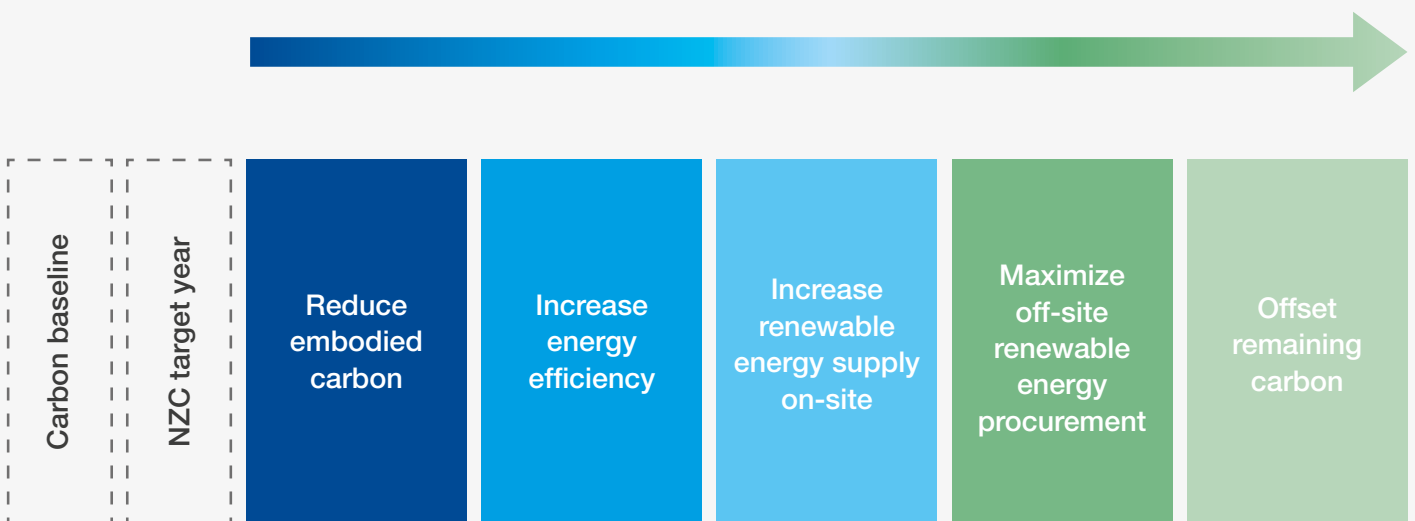 Carbon baseline
NZC target year
Reduce
embodied
carbon
Increase
energy
efficiency
Increase
renewable
energy supply
on-site
Maximize
off-site
renewable
energy
procurement
Offset
remaining
carbon